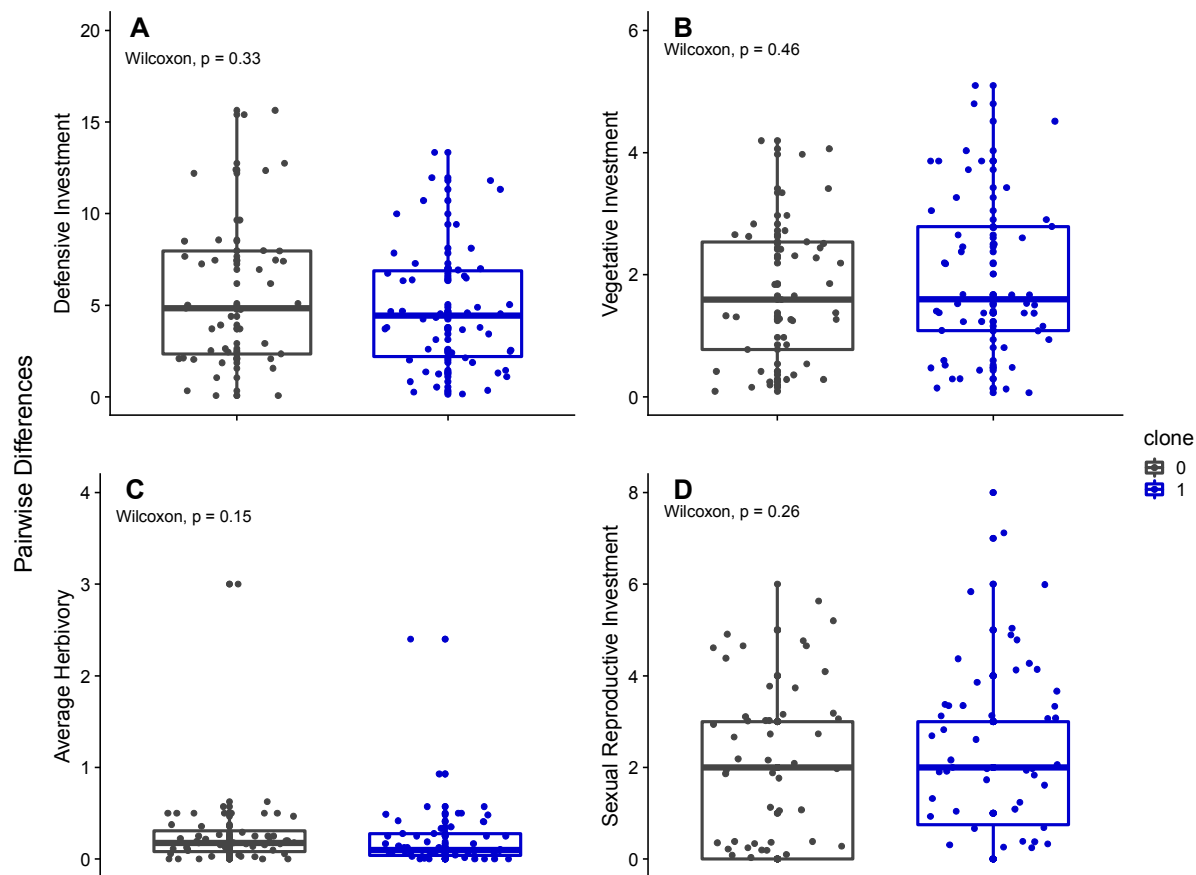 Pairwise Differences
A
Wilcoxon, p = 0.33
Defensive Investment
20
15
10
5
0
B
Wilcoxon, p = 0.46
Vegetative Investment
6
4
2
0
C
Wilcoxon, p = 0.15
Average Herbivory
4
3
2
1
0
D
Wilcoxon, p = 0.26
Sexual Reproductive Investment
8
6
4
2
0
clone
0
1